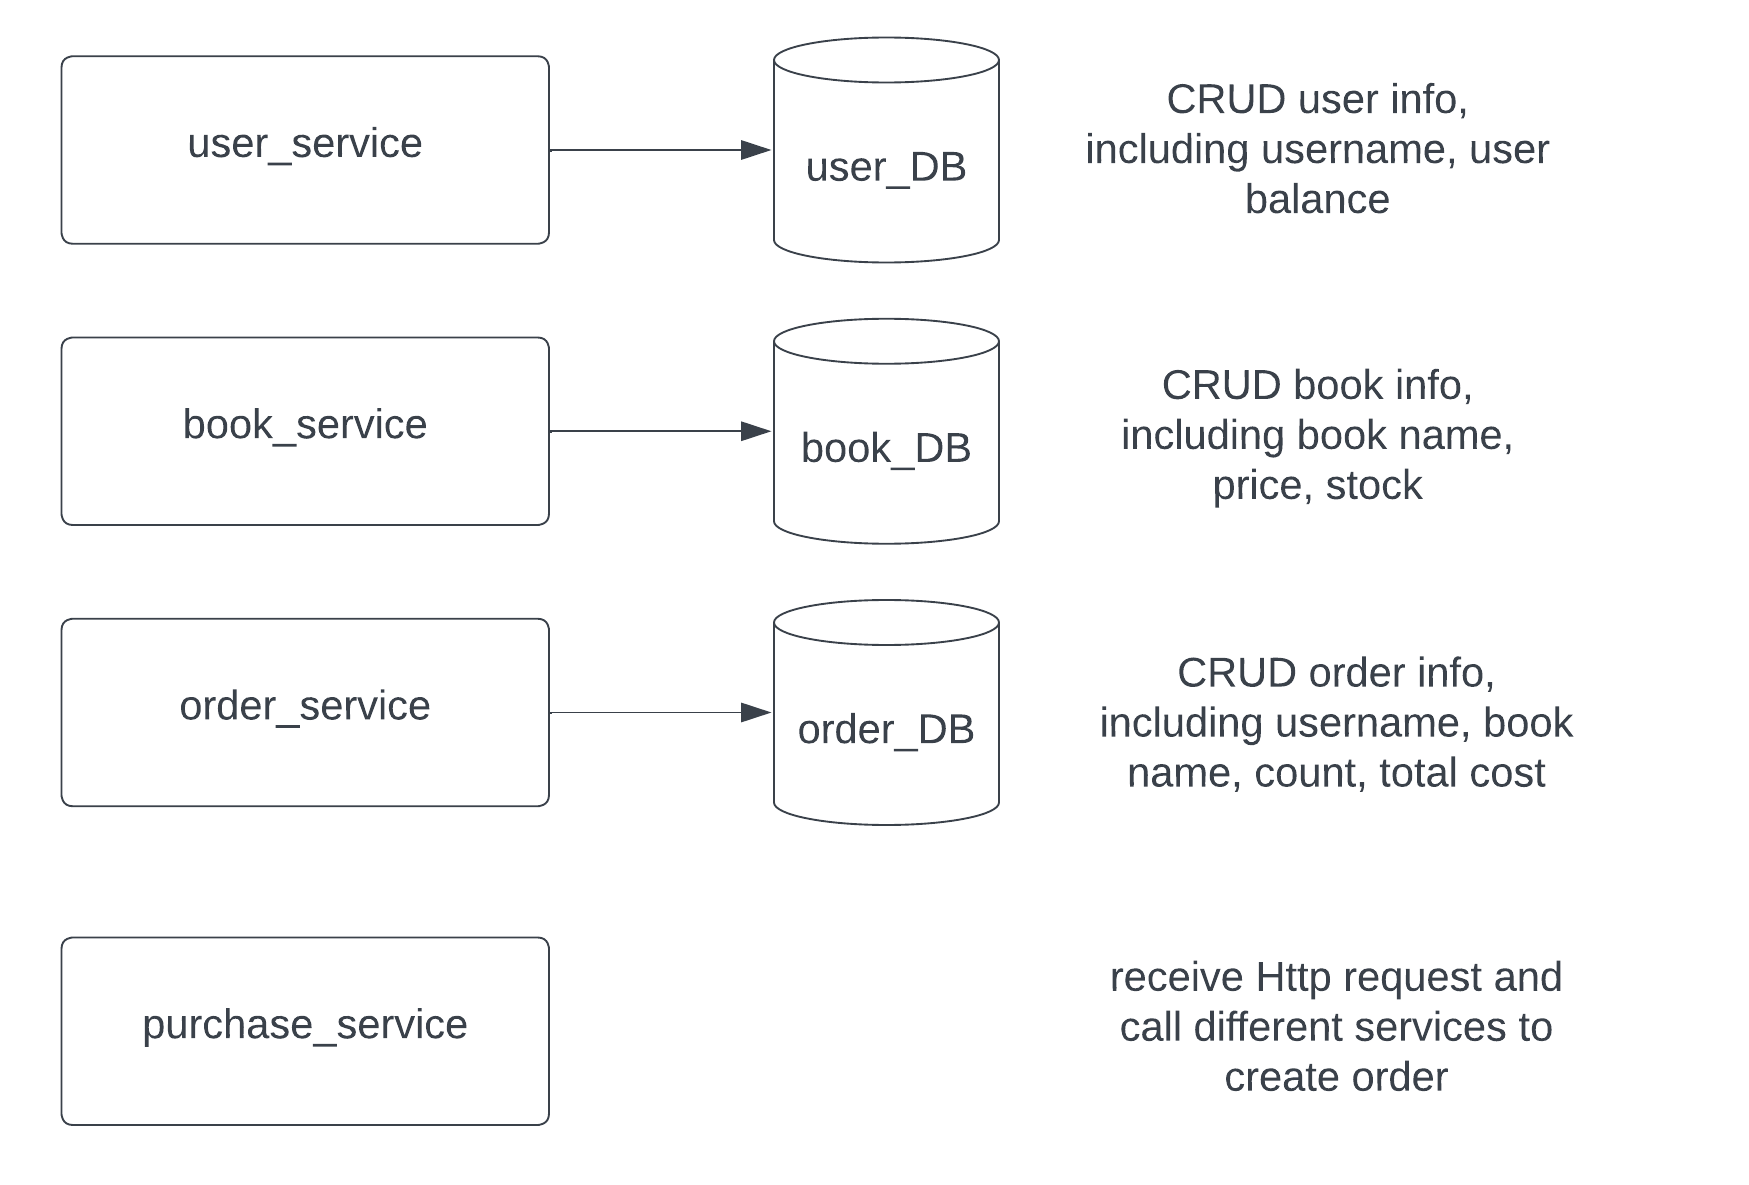 user_service
user_DB
CRUD user info,
including username, user
balance
book_service
book_DB
CRUD book info,
including book name,
price, stock
order_service
order_DB
CRUD order info,
including username, book
name, count, total cost
purchase_service
receive Http request and
call different services to
create order